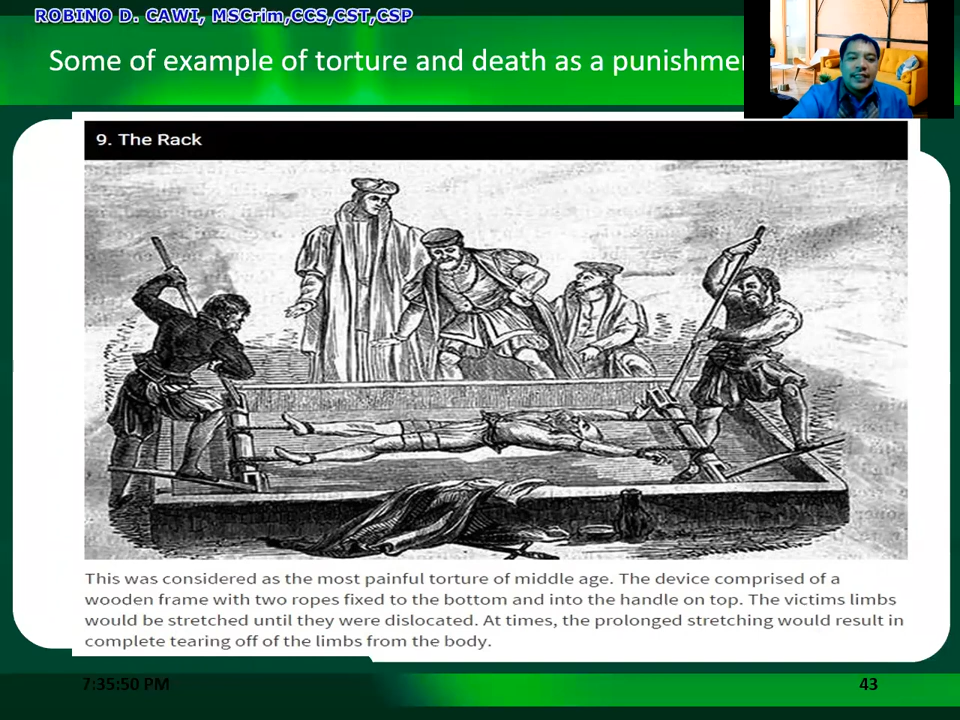 ROBINO D. CAWI, MSCrim,CCS,CST,CSP
Some of example of torture and death as a
9. The Rack
This was considered as the most painful torture of middle age. The device comprised of a
wooden frame with two ropes fixed to the bottom and into the handle on top. The victims limbs
would be stretched until they were dislocated. At times, the prolonged stretching would result in
complete tearing off of the limbs from the body.
7:35:50 PM
43